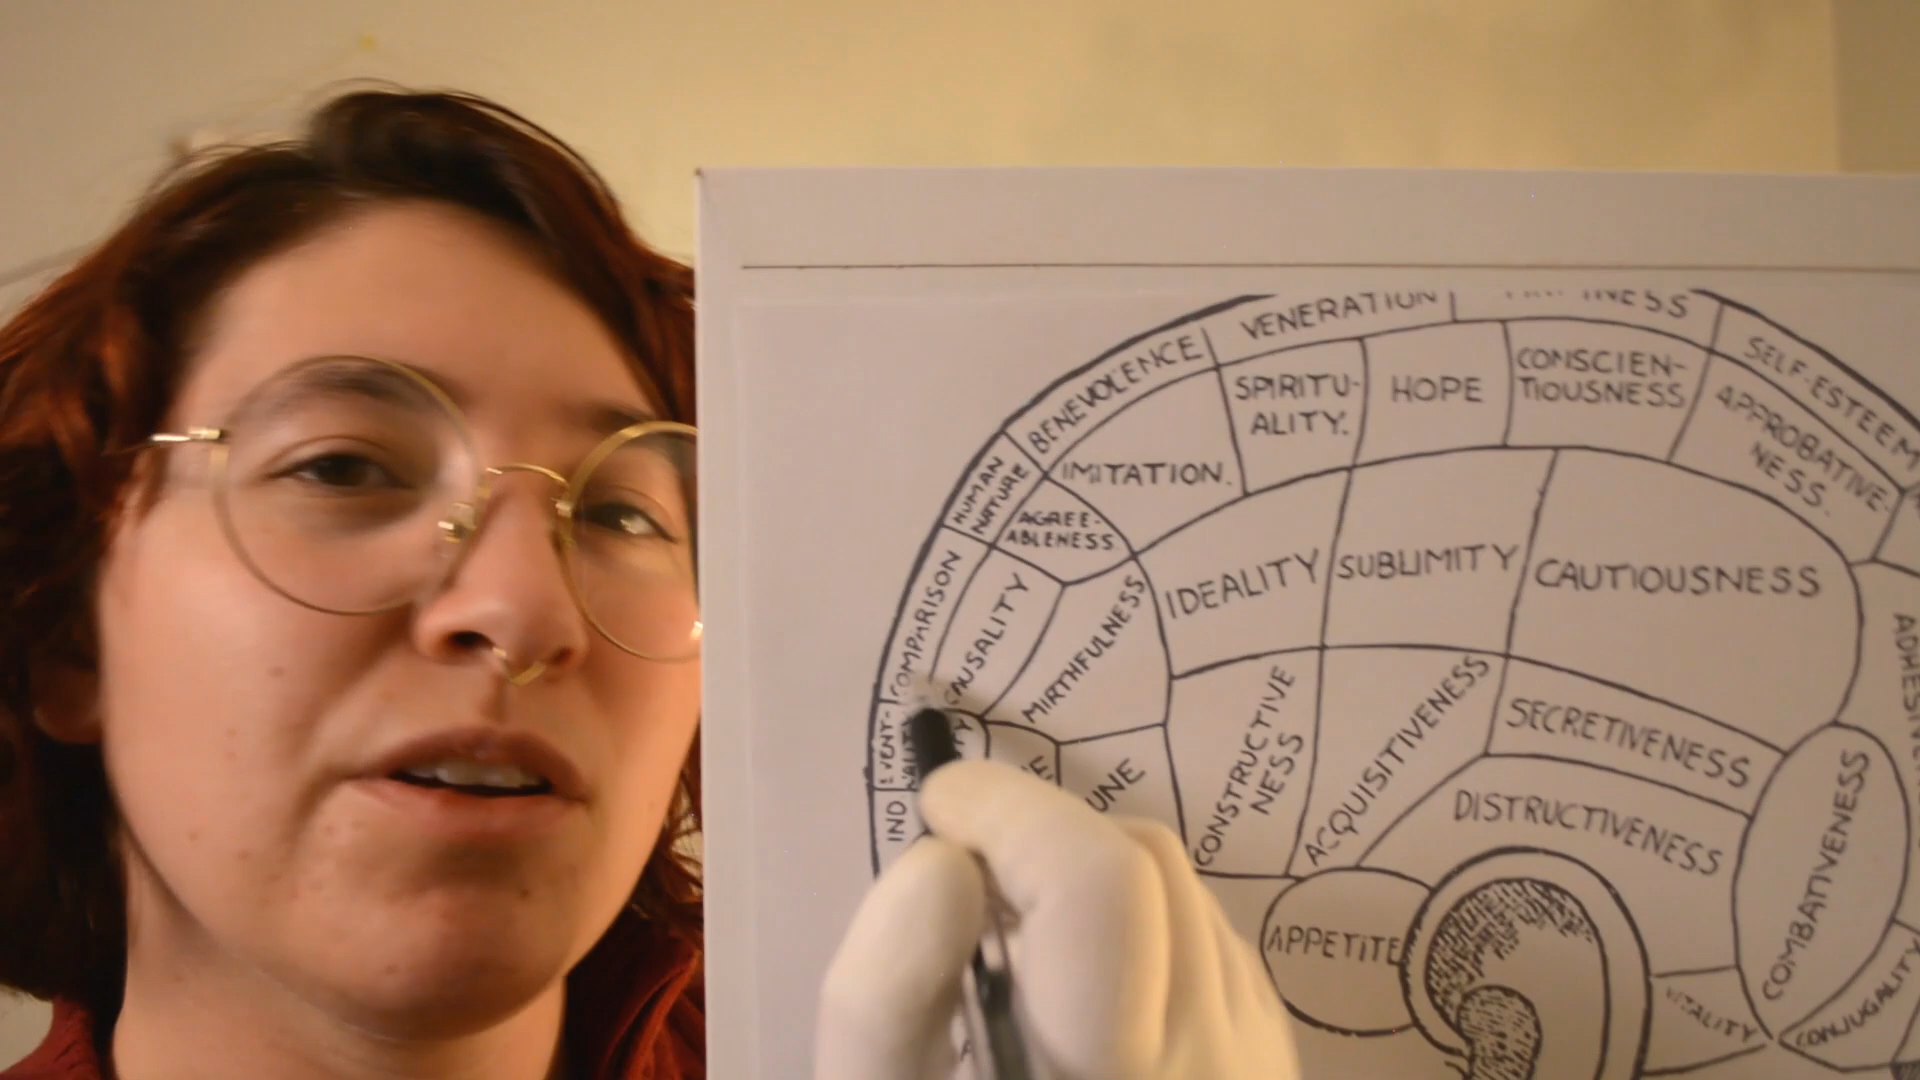 VENERATION
SELF-ESTEEM
BENEVOLENCE
SPIRITU-
ALITY.
HOPE
CONSCIEN-
TIOUSNESS
APPROBATIVE-
NESS.
HUMAN
NATURE
IMITATION.
AGREE-
ABLENESS
COMPARISON
CAUSALITY
MIRTHFULNESS
IDEALITY
SUBLIMITY
CAUTIOUSNESS
CONSTRUCTIVE
NESS
ACQUISITIVENESS
SECRETIVENESS
DISTRUCTIVENESS
COMBATIVENESS
APPETITE
VITALITY
CONJUGALITY